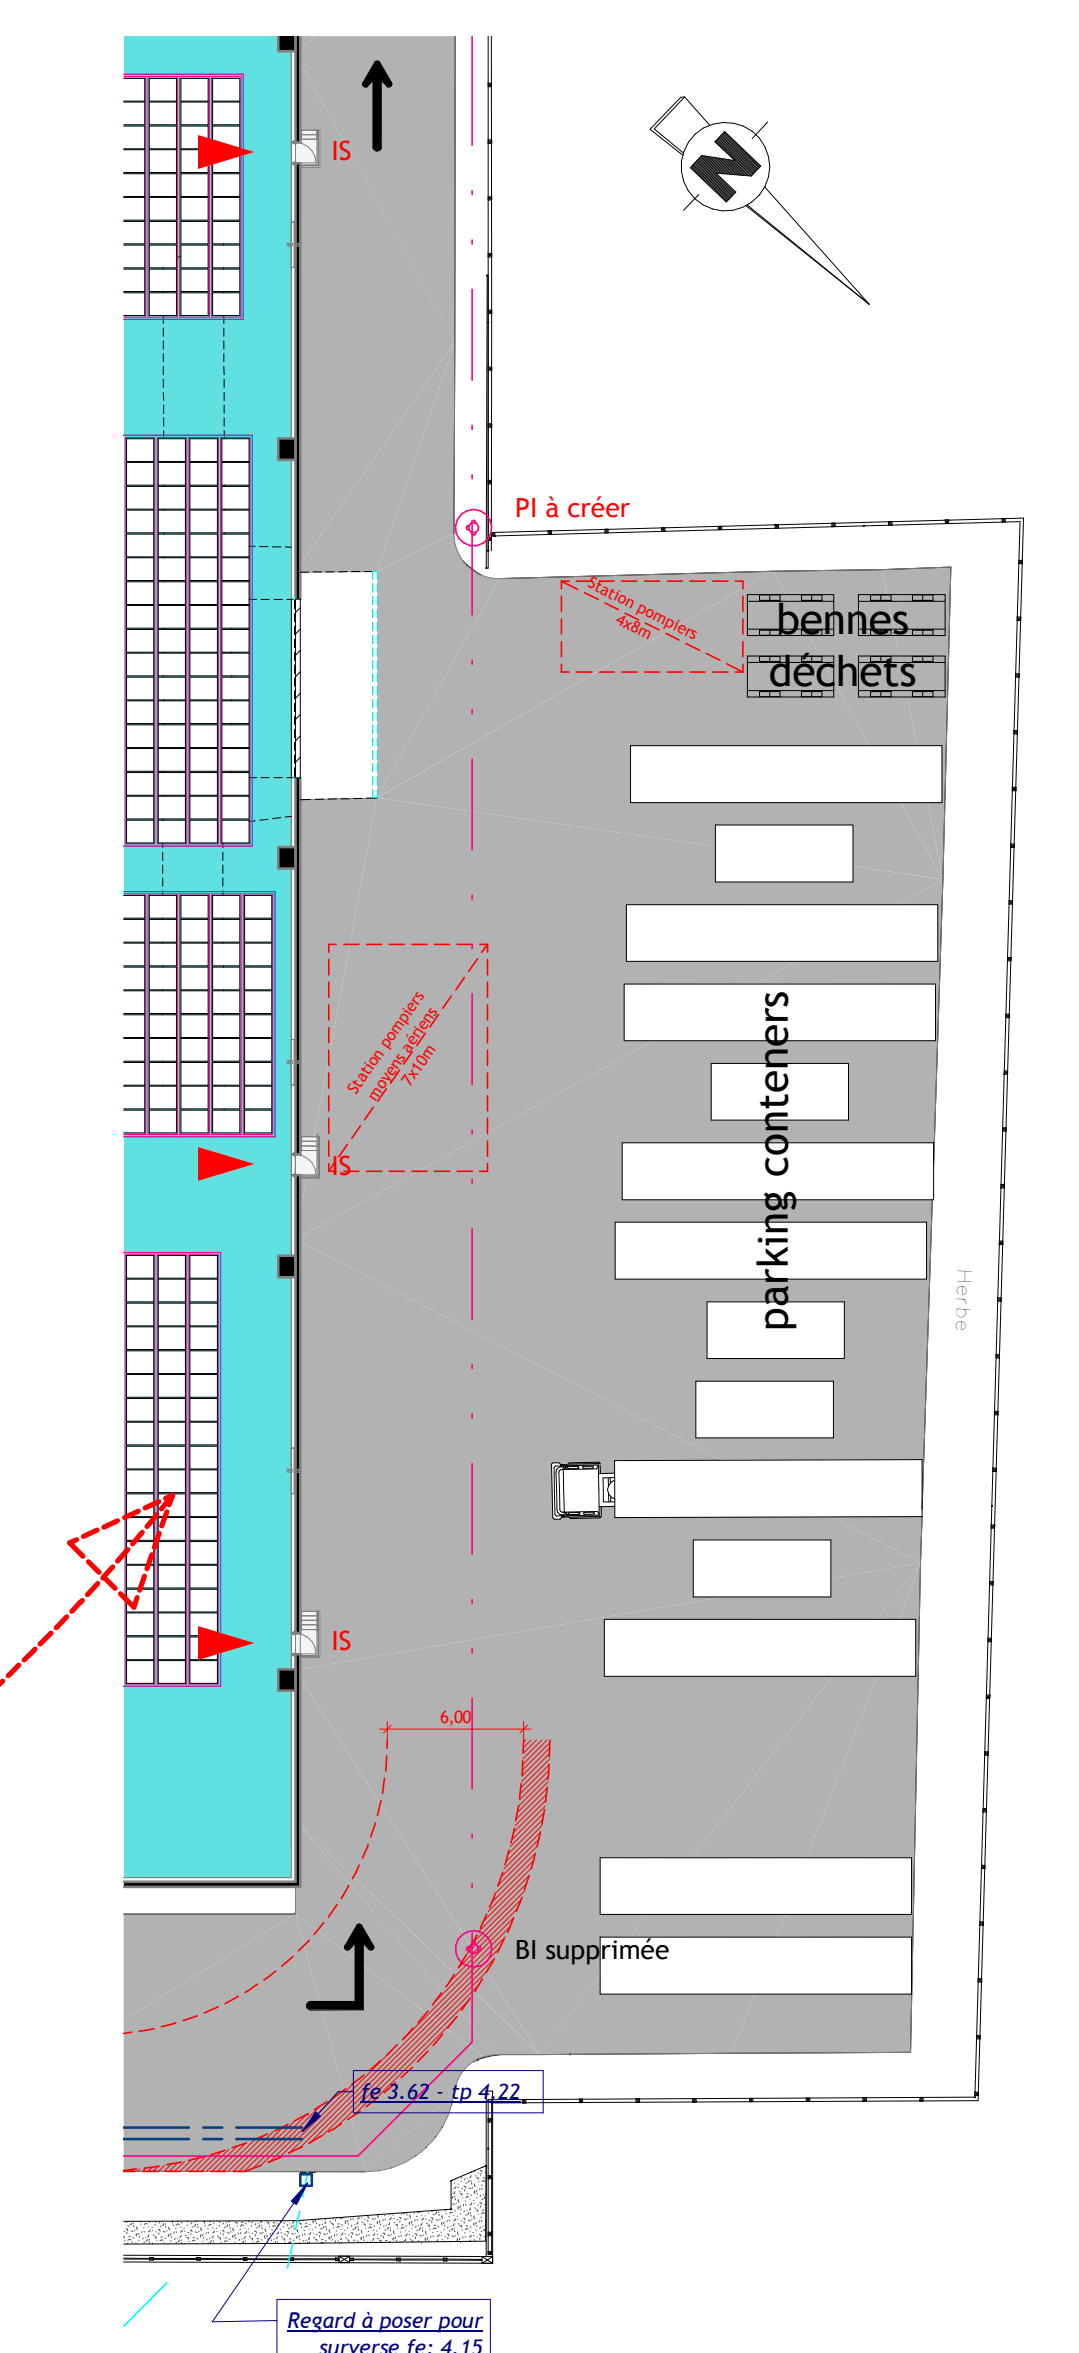 IS
N
PI à créer
Station pompiers
4x8m
bennes
déchets
Station pompiers
moyens aériens
7x10m
IS
parking conteners
Herbe
IS
6,00
BI supprimée
fe 3.62 - tp 4.22
Regard à poser pour
surverse fe: 4.15